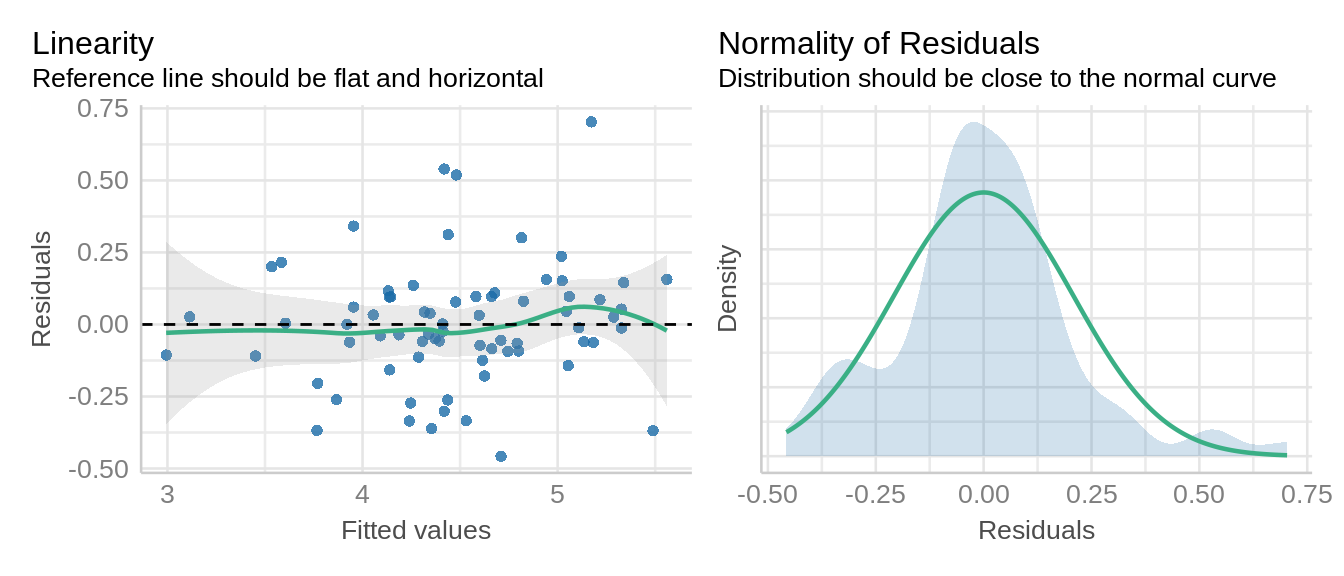 Linearity
Reference line should be flat and horizontal
0.75
0.50
0.25
0.00
-0.25
-0.50
Residuals
3 4 5
Fitted values
Normality of Residuals
Distribution should be close to the normal curve
Density
-0.50 -0.25 0.00 0.25 0.50 0.75
Residuals